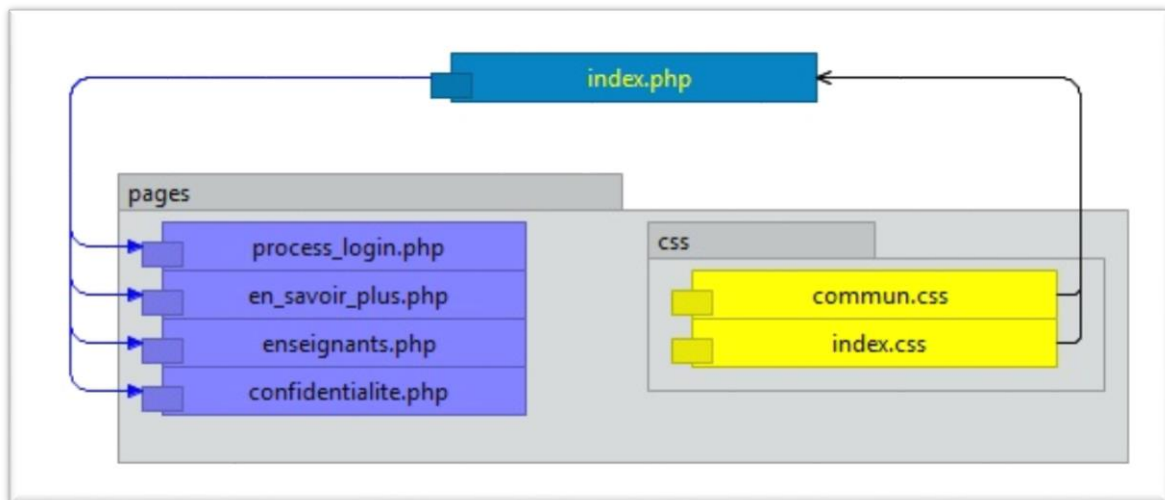 index.php
pages
process_login.php
en_savoir_plus.php
enseignants.php
confidentialite.php
css
commun.css
index.css